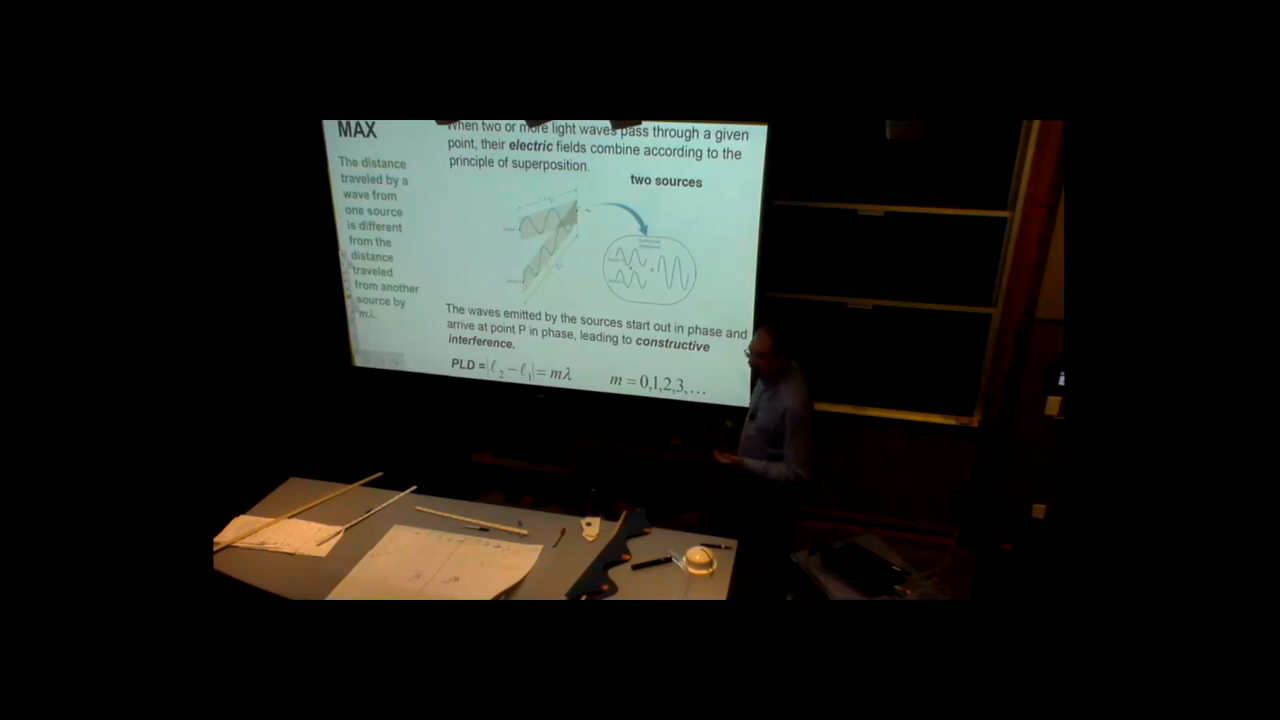 MAX
The distance
traveled by a
wave from
one source
is different
from the
distance
traveled
from another
source by
mλ.
When two or more light waves pass through a given
point, their electric fields combine according to the
principle of superposition.
two sources
The waves emitted by the sources start out in phase and
arrive at point P in phase, leading to constructive
interference.
PLD = |ℓ₂ − ℓ₁| = mλ
m = 0,1,2,3,…